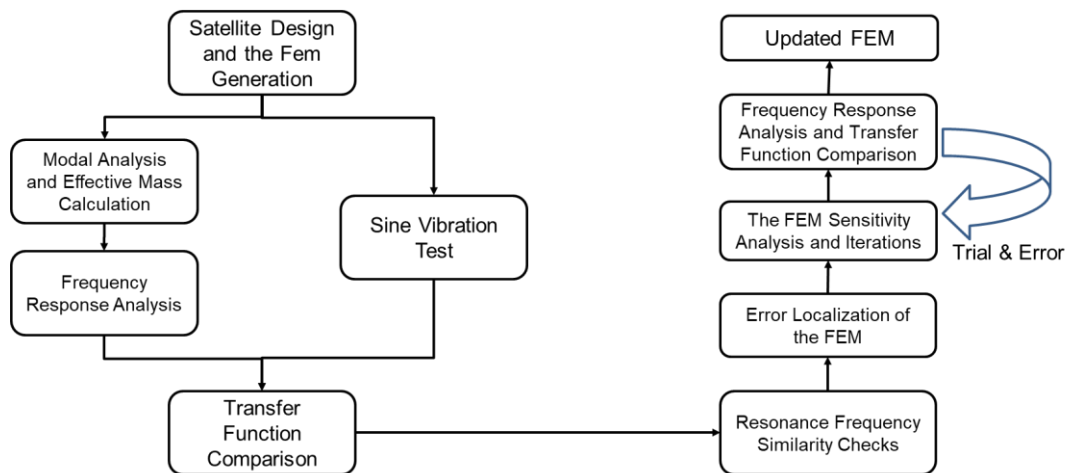 Satellite Design
and the Fem
Generation
Modal Analysis
and Effective Mass
Calculation
Frequency
Response Analysis
Sine Vibration
Test
Transfer
Function
Comparison
Resonance Frequency
Similarity Checks
Error Localization of
the FEM
The FEM Sensitivity
Analysis and Iterations
Trial & Error
Frequency Response
Analysis and Transfer
Function Comparison
Updated FEM